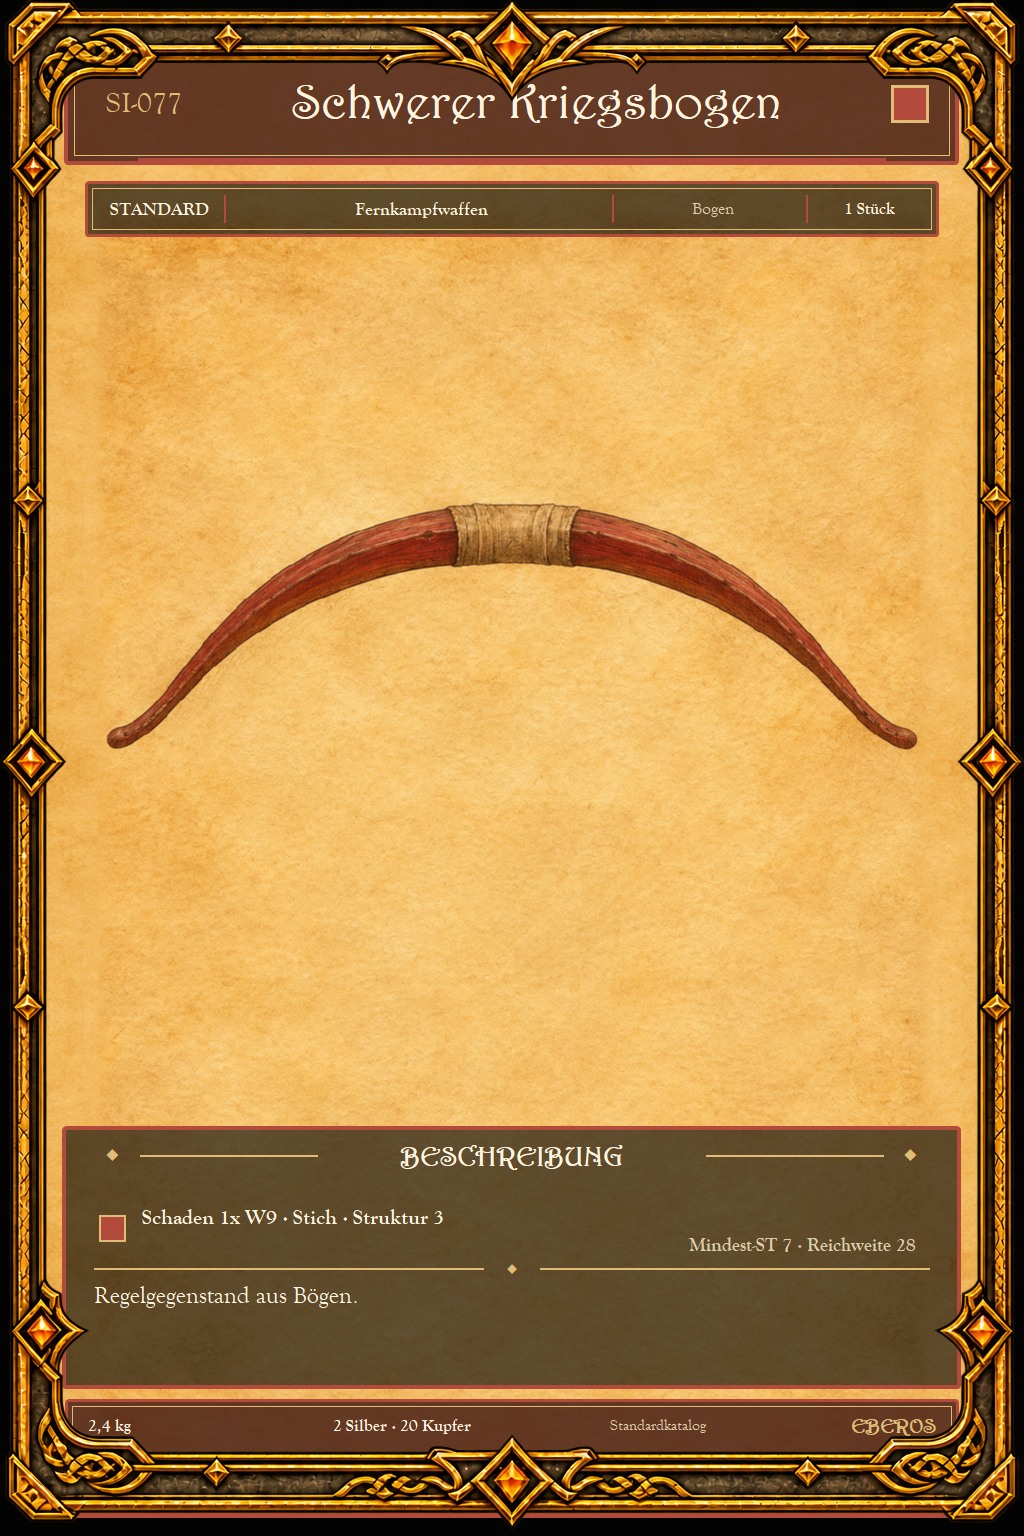 SI-077 Schwerer Kriegsbogen
STANDARD Fernkampfwaffen Bogen 1 Stück
BESCHREIBUNG
Schaden 1x W9 · Stich · Struktur 3
Mindest-ST 7 · Reichweite 28
Regelgegenstand aus Bögen.
2,4 kg 2 Silber · 20 Kupfer Standardkatalog EBEROS